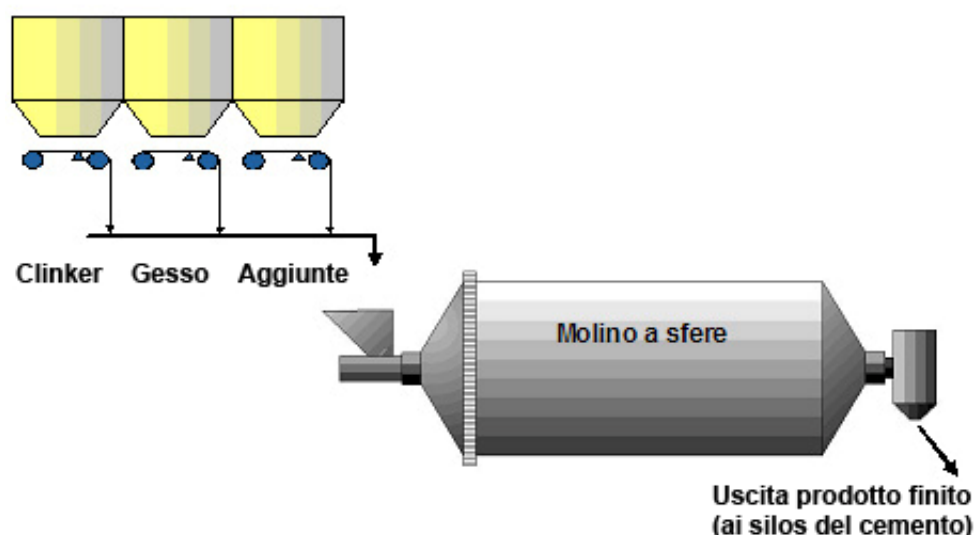 Clinker Gesso Aggiunte
Molino a sfere
Uscita prodotto finito
(ai silos del cemento)